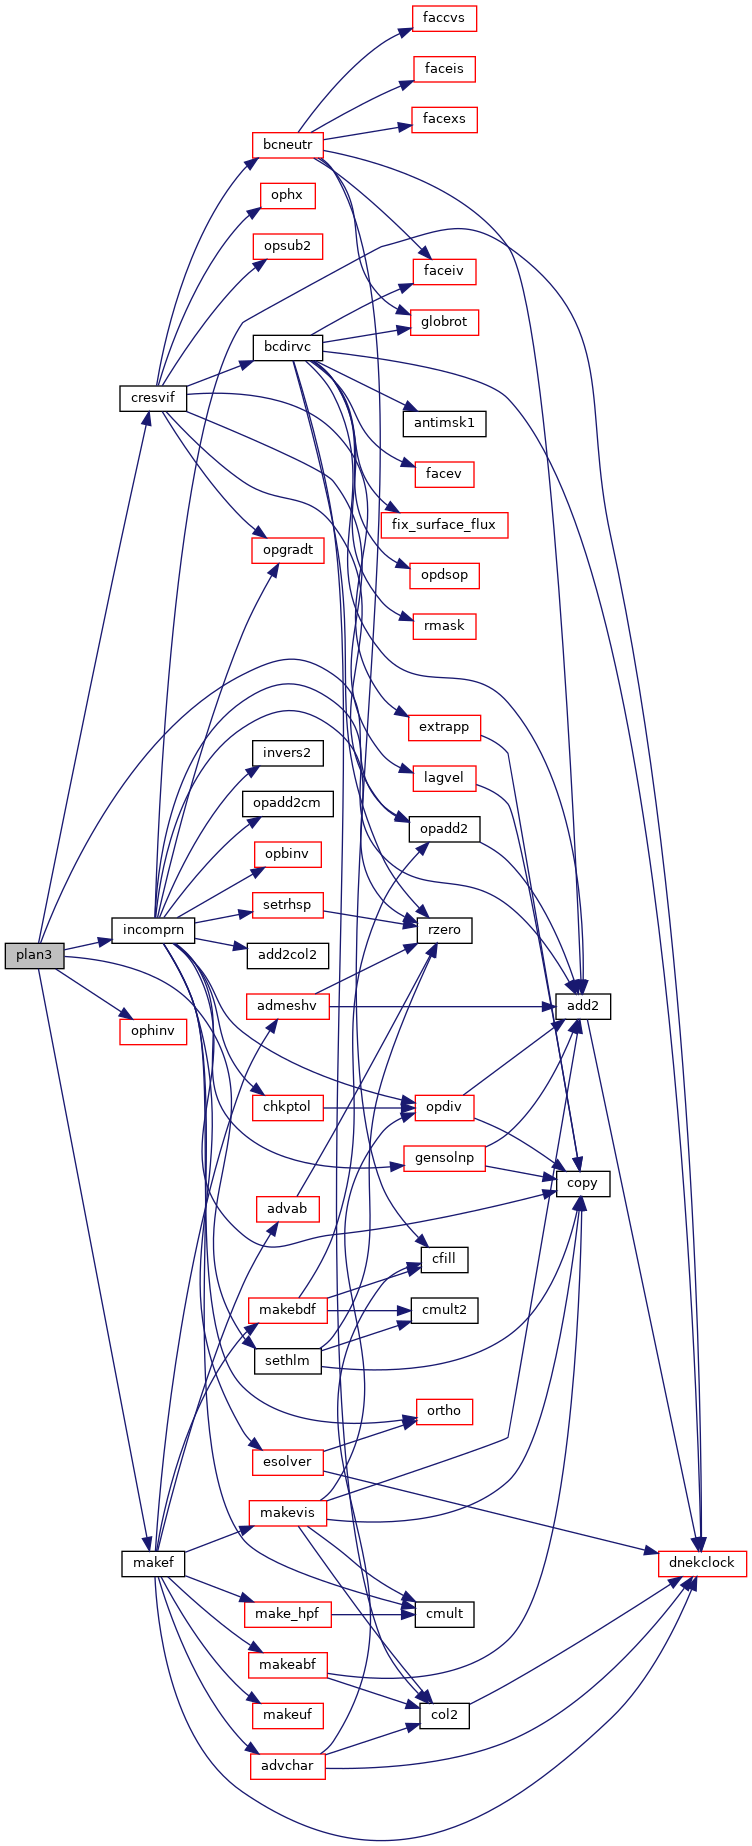 faccvs
faceis
facexs
bcneutr
ophx
opsub2
faceiv
globrot
bcdirvc
cresvif
antimsk1
facev
fix_surface_flux
opgradt
opdsop
rmask
extrapp
invers2
lagvel
opadd2cm
opadd2
opbinv
setrhsp
incomprn
rzero
plan3
add2col2
ophinv
admeshv
add2
chkptol
opdiv
gensolnp
copy
advab
cfill
makebdf
cmult2
sethlm
ortho
esolver
makevis
makef
dnekclock
make_hpf
cmult
makeabf
makeuf
col2
advchar